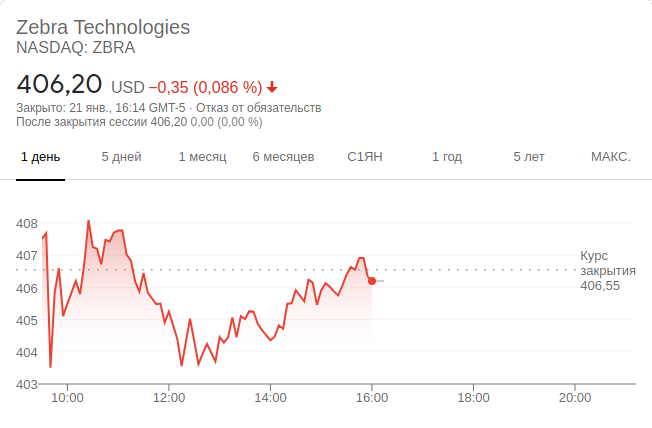 Zebra Technologies
NASDAQ: ZBRA
406,20 USD −0,35 (0,086 %)
Закрыто: 21 янв., 16:14 GMT-5 · Отказ от обязательств
После закрытия сессии 406,20 0,00 (0,00 %)
1 день 5 дней 1 месяц 6 месяцев С1ЯН 1 год 5 лет МАКС.
408
407
406
405
404
403
Курс
закрытия
406,55
10:00 12:00 14:00 16:00 18:00 20:00